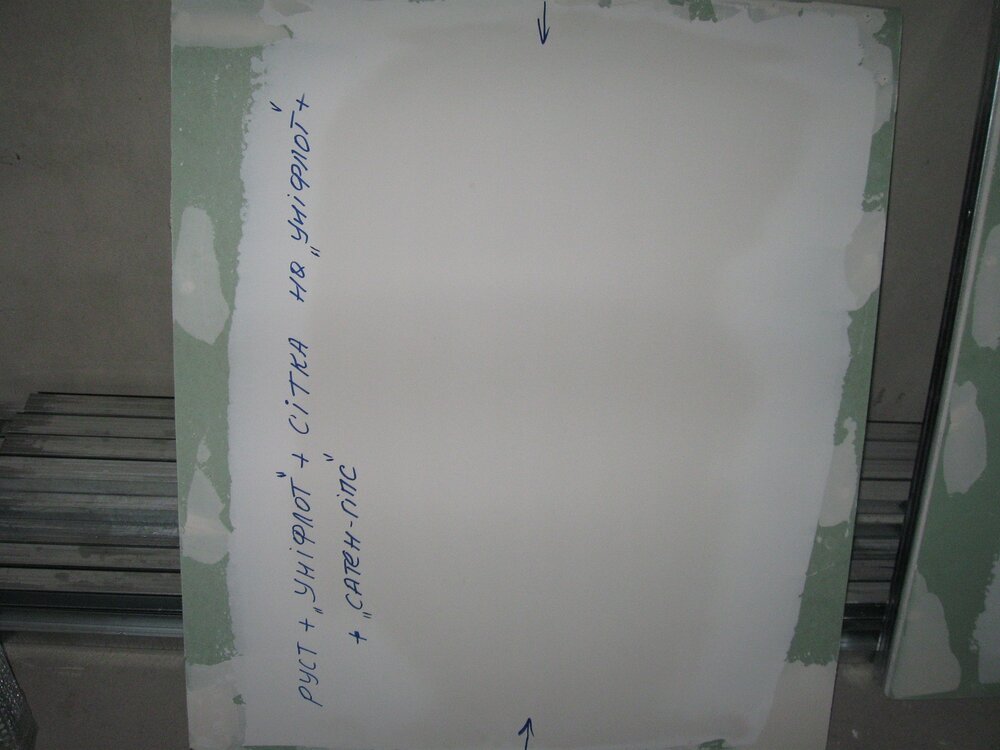 РУСТ + „УНІФЛОТ" + СІТКА НА „УНІФЛОТ" +
+ „САТЕН-ГІПС"